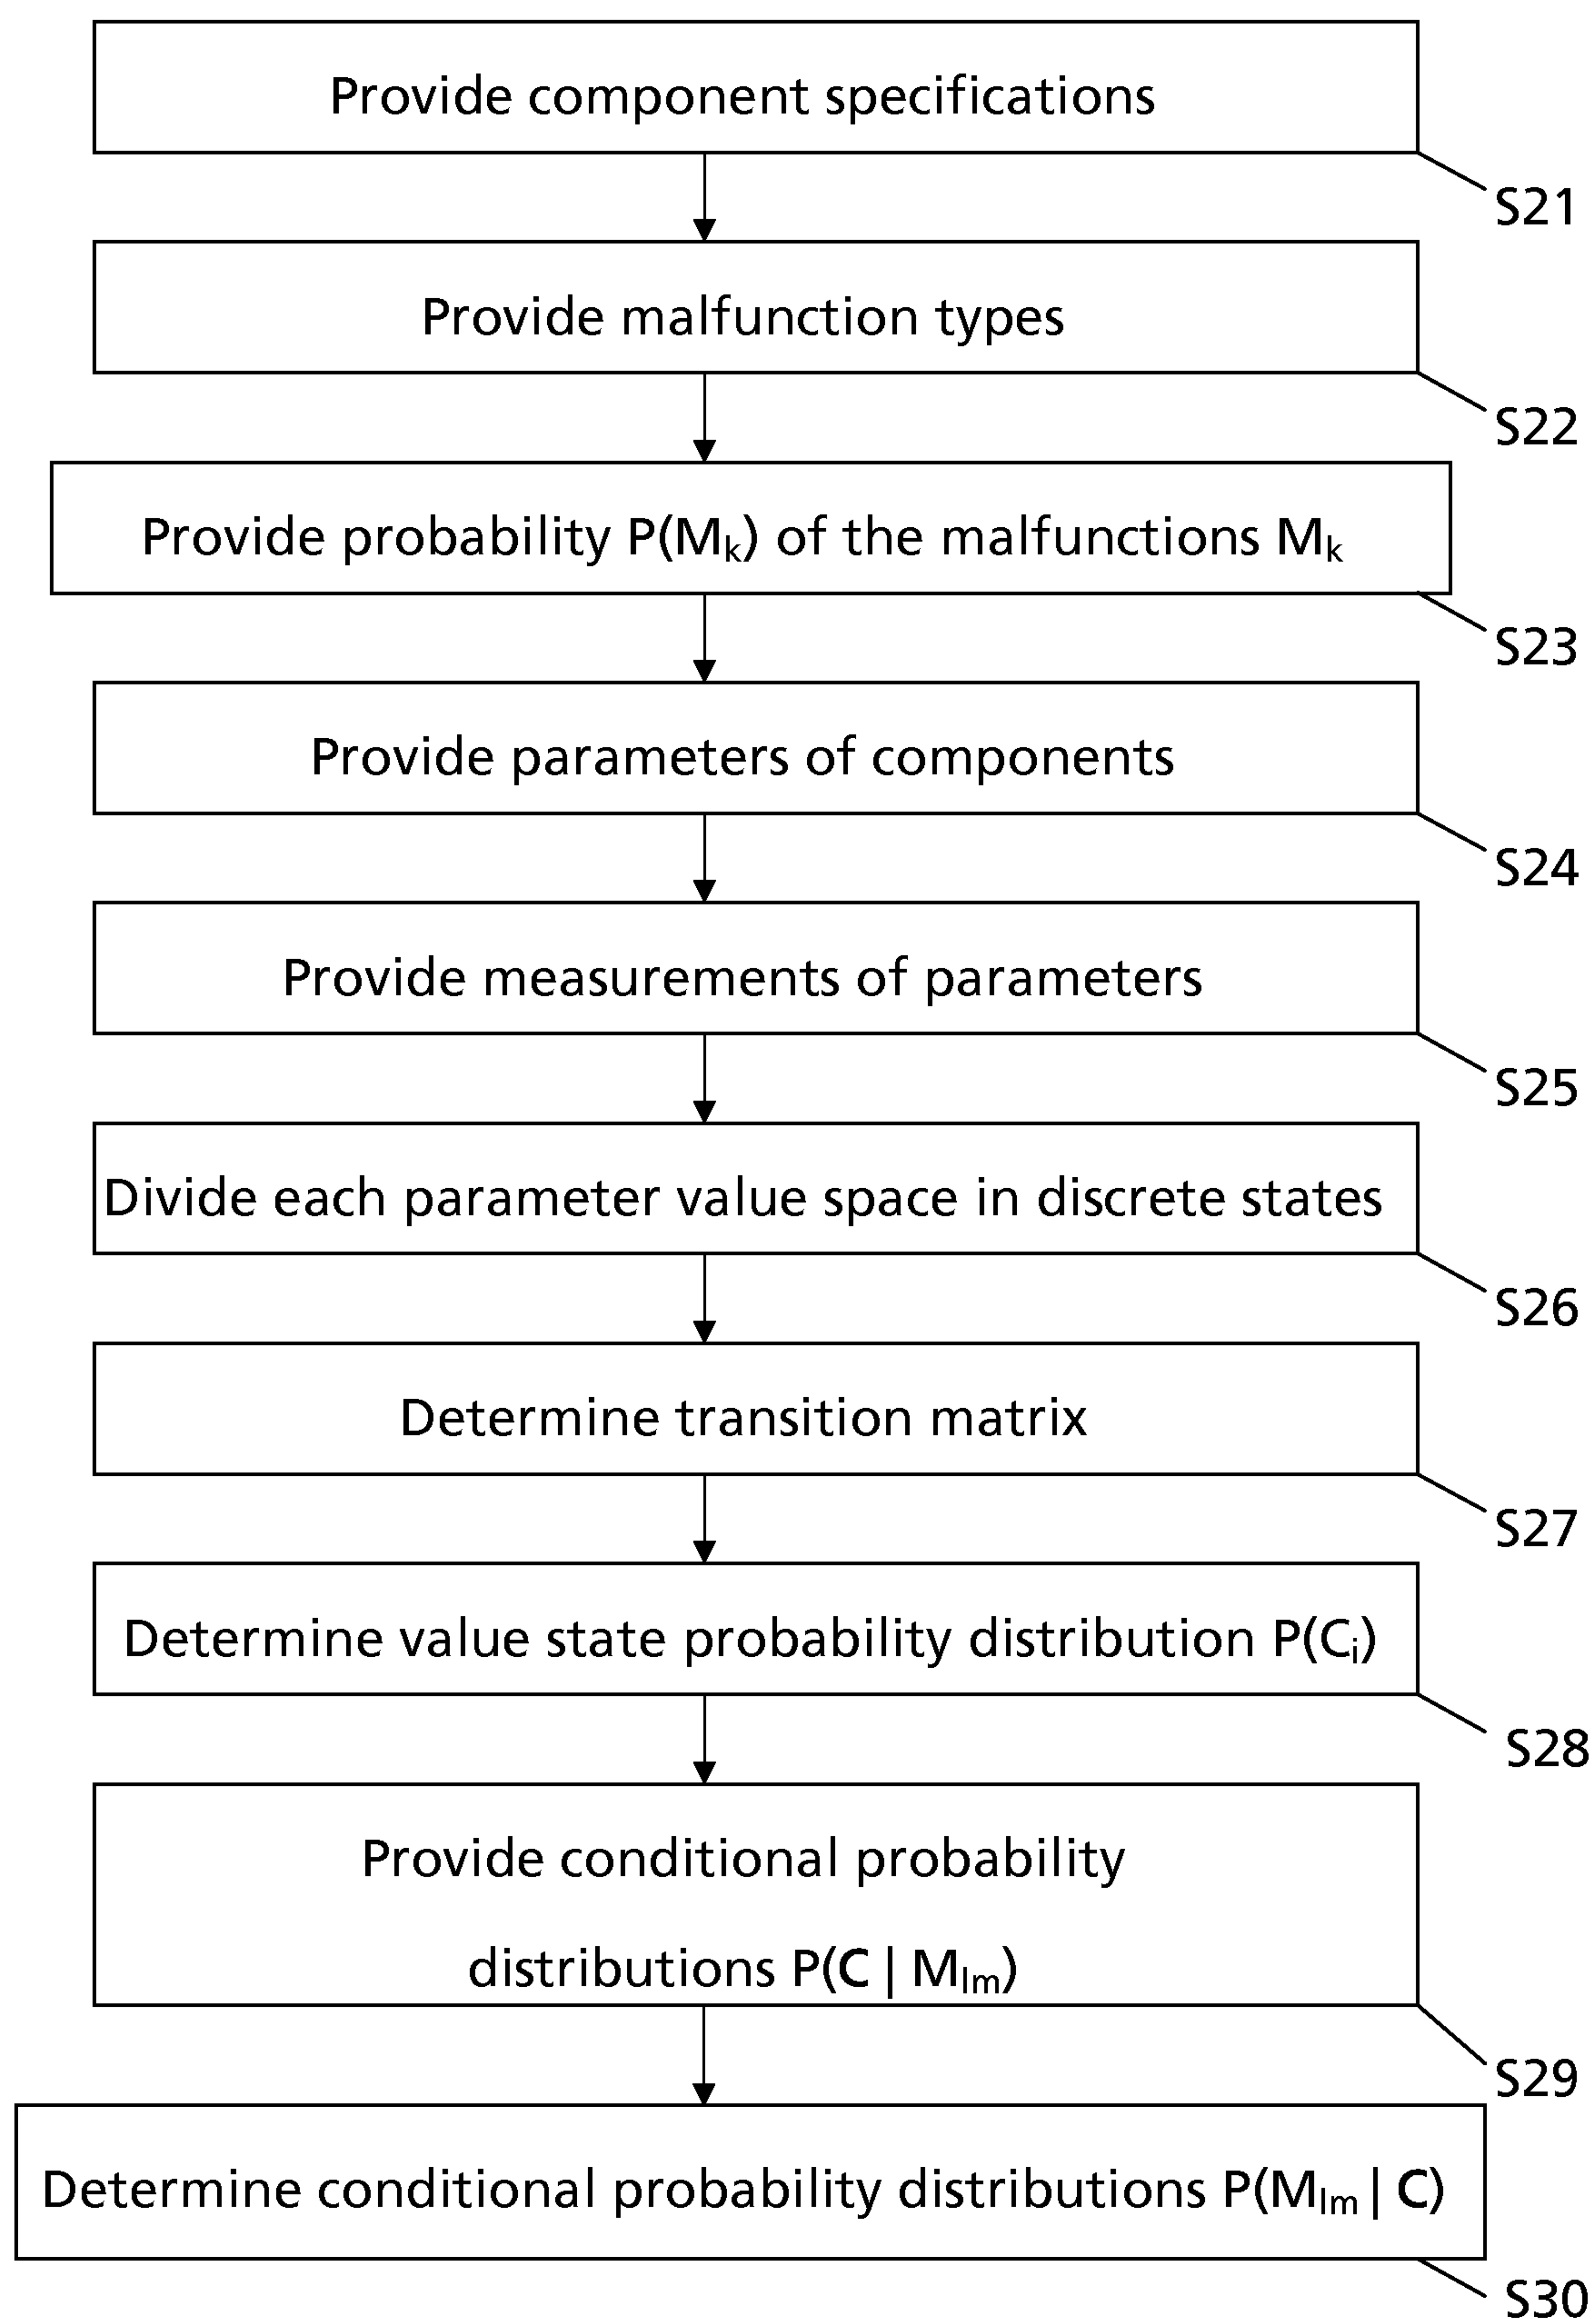 Provide component specifications
S21
Provide malfunction types
S22
Provide probability P(Mₖ) of the malfunctions Mₖ
S23
Provide parameters of components
S24
Provide measurements of parameters
S25
Divide each parameter value space in discrete states
S26
Determine transition matrix
S27
Determine value state probability distribution P(Cᵢ)
S28
Provide conditional probability
distributions P(C | Mₗₘ)
S29
Determine conditional probability distributions P(Mₗₘ | C)
S30